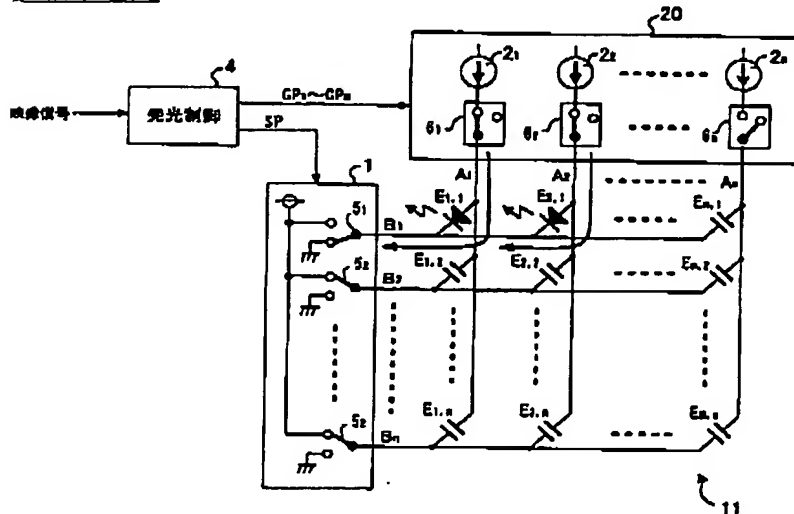 20
2₁
2₂
2n
4
映像信号
発光制御
GP₁〜GPm
SP
6₁
6₂
6n
1
A₁
A₂
An
E₁,₁
E₂,₁
En,₁
5₁
B₁
5₂
B₂
E₁,₂
E₂,₂
En,₂
5₂
Bn
E₁,n
E₂,n
En,n
11